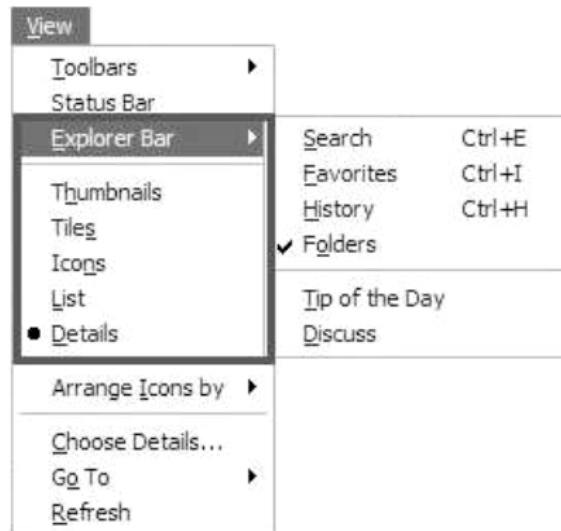 View
Toolbars
Status Bar
Explorer Bar
Thumbnails
Tiles
Icons
List
Details
Arrange Icons by
Choose Details...
Go To
Refresh
Search Ctrl+E
Favorites Ctrl+I
History Ctrl+H
Folders
Tip of the Day
Discuss